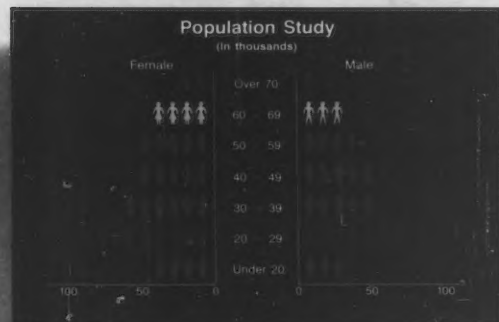 Population Study
(In thousands)
Female Male
Over 70
60 - 69
50 - 59
40 - 49
30 - 39
20 - 29
Under 20
100 50 0 0 50 100